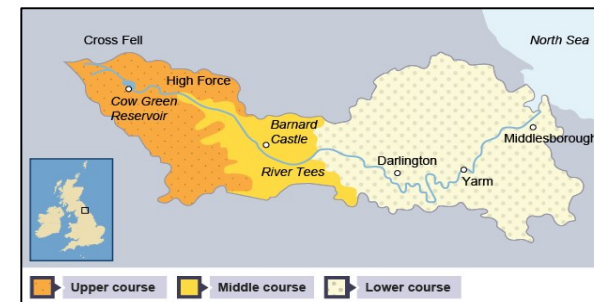 Cross Fell
North Sea
High Force
Cow Green
Reservoir
Barnard
Castle
Middlesborough
Darlington
River Tees
Yarm
Upper course
Middle course
Lower course